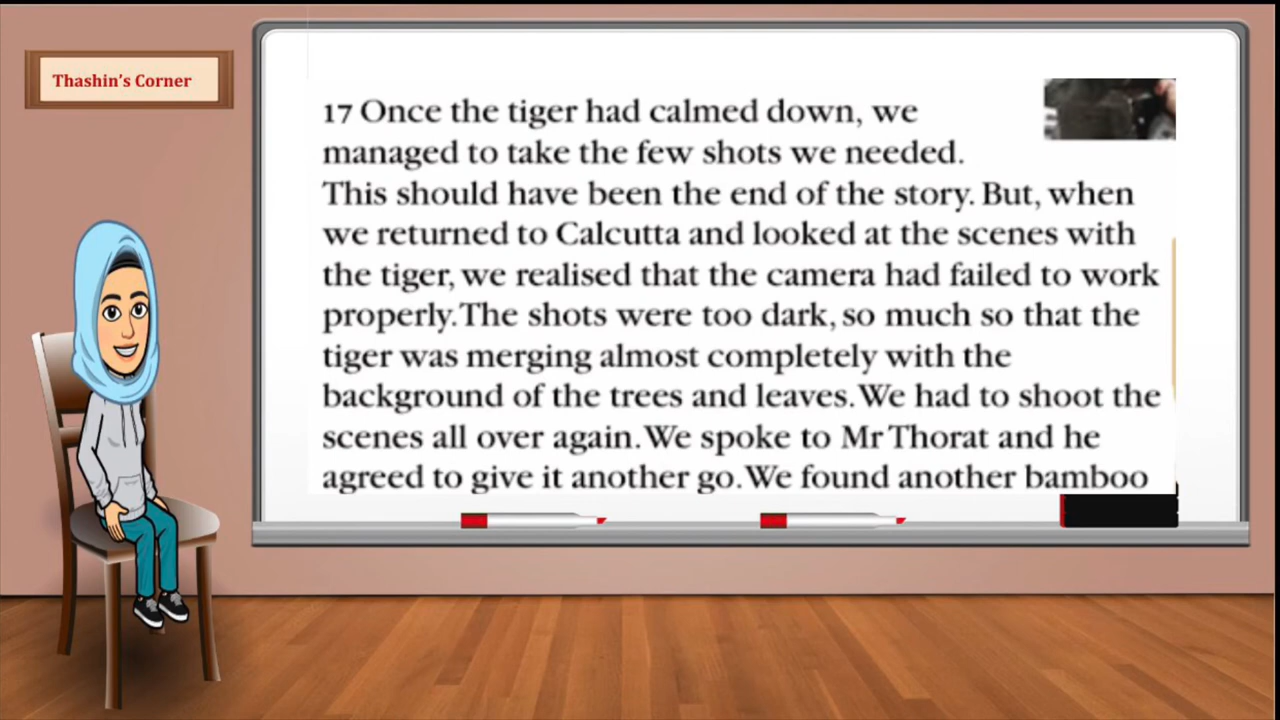 Thashin's Corner
17 Once the tiger had calmed down, we
managed to take the few shots we needed.
This should have been the end of the story. But, when
we returned to Calcutta and looked at the scenes with
the tiger, we realised that the camera had failed to work
properly. The shots were too dark, so much so that the
tiger was merging almost completely with the
background of the trees and leaves. We had to shoot the
scenes all over again. We spoke to Mr Thorat and he
agreed to give it another go. We found another bamboo